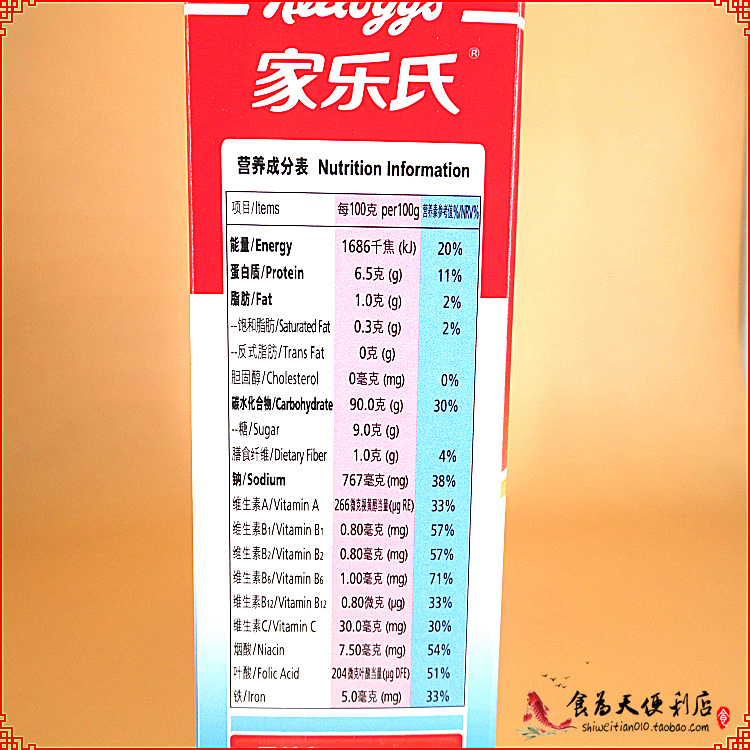 Kellogg's
家乐氏®
营养成分表 Nutrition Information
项目/Items 每100克 per100g 营养素参考值%/NRV%
能量/Energy 1686千焦 (kJ) 20%
蛋白质/Protein 6.5克 (g) 11%
脂肪/Fat 1.0克 (g) 2%
--饱和脂肪/Saturated Fat 0.3克 (g) 2%
--反式脂肪/Trans Fat 0克 (g)
胆固醇/Cholesterol 0毫克 (mg) 0%
碳水化合物/Carbohydrate 90.0克 (g) 30%
--糖/Sugar 9.0克 (g)
膳食纤维/Dietary Fiber 1.0克 (g) 4%
钠/Sodium 767毫克 (mg) 38%
维生素A/Vitamin A 266微克视黄醇当量(μg RE) 33%
维生素B1/Vitamin B1 0.80毫克 (mg) 57%
维生素B2/Vitamin B2 0.80毫克 (mg) 57%
维生素B6/Vitamin B6 1.00毫克 (mg) 71%
维生素B12/Vitamin B12 0.80微克 (μg) 33%
维生素C/Vitamin C 30.0毫克 (mg) 30%
烟酸/Niacin 7.50毫克 (mg) 54%
叶酸/Folic Acid 204微克叶酸当量(μg DFE) 51%
铁/Iron 5.0毫克 (mg) 33%
食为天便利店
shiweitian010.taobao.com